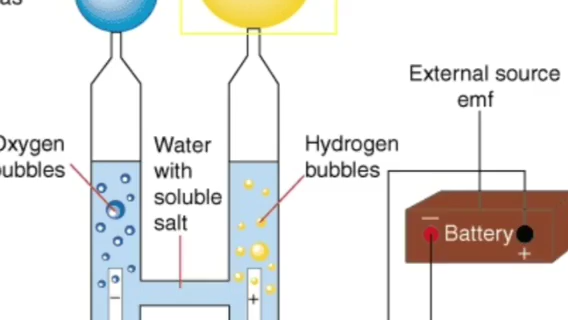 External source
emf
Oxygen
bubbles
Water
with
soluble
salt
Hydrogen
bubbles
−
Battery
+
−
+